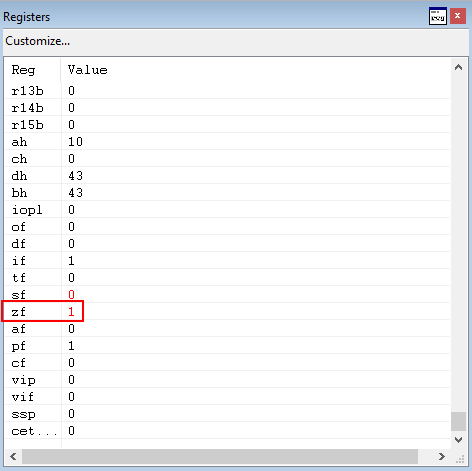 Registers
Customize...
Reg Value
r13b 0
r14b 0
r15b 0
ah 10
ch 0
dh 43
bh 43
iopl 0
of 0
df 0
if 1
tf 0
sf 0
zf 1
af 0
pf 1
cf 0
vip 0
vif 0
ssp 0
cet... 0